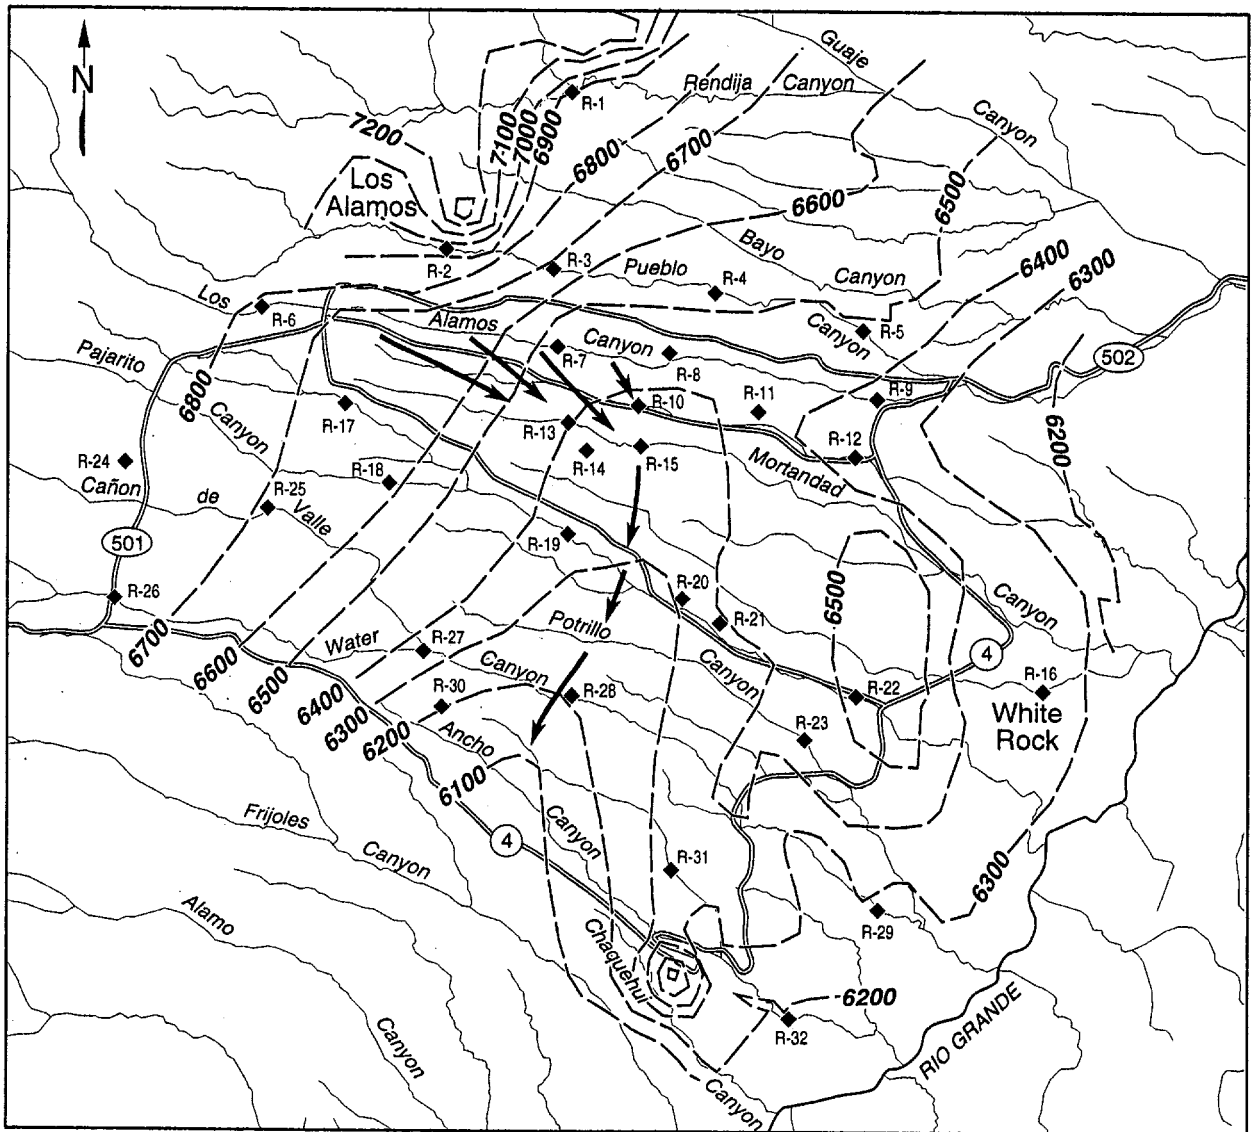 N
Guaje
Canyon
Rendija Canyon
R-1
7200
7100
7000
6900
6800
6700
6600
6500
6400
6300
Los
Alamos
R-2
R-3
Pueblo
R-4
Bayo
Canyon
Canyon
R-5
Los
Alamos
Canyon
R-6
R-7
R-8
R-9
502
Pajarito
Canyon
6800
R-17
R-10
R-11
R-12
R-13
R-14
R-15
Mortandad
Canyon
6200
R-24
Cañon
de
Valle
R-25
R-18
501
R-19
R-26
R-20
R-21
6500
4
6700
6600
6500
6400
6300
6200
6100
Water
Canyon
R-27
Potrillo
Canyon
R-30
R-28
R-22
R-23
R-16
White
Rock
Ancho
Canyon
Frijoles
Canyon
4
R-31
6300
R-29
Alamo
Canyon
Chaquehui
Canyon
6200
R-32
RIO GRANDE